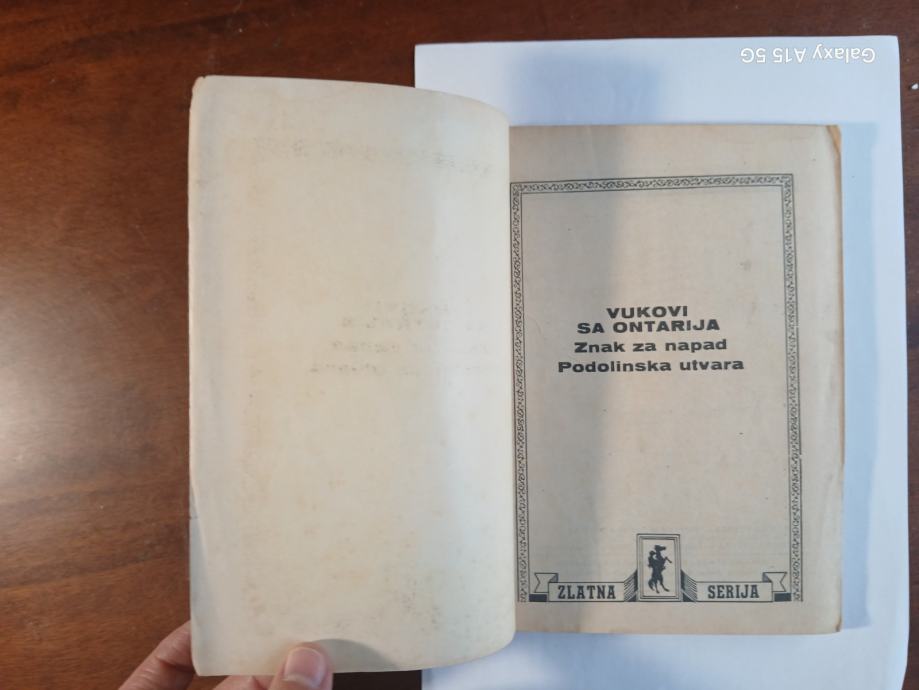 Galaxy A15 5G
VUKOVI
SA ONTARIJA
Znak za napad
Podolinska utvara
ZLATNA SERIJA